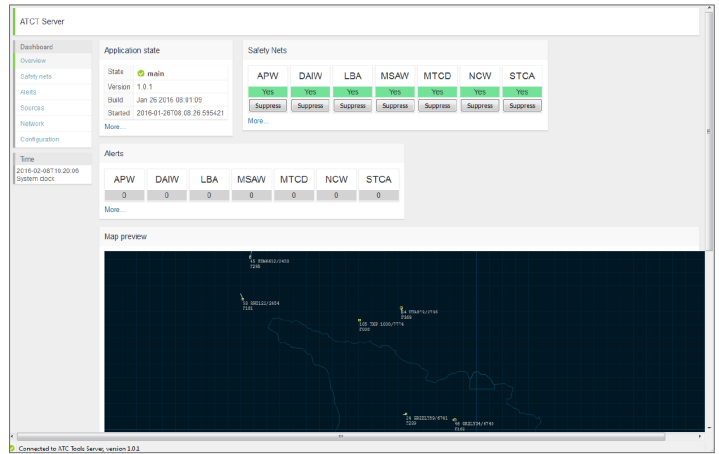 ATCT Server
Dashboard
Overview
Safety nets
Alerts
Sources
Network
Configuration
Time
2016-02-08T18:20:06
System clock
Application state
State main
Version 1.0.1
Build Jan 26 2016 08:01:05
Started 2016-01-26T08:08:26.595421
More...
Safety Nets
APW DAIW LBA MSAW MTCD NCW STCA
Yes Yes Yes Yes Yes Yes Yes
Suppress Suppress Suppress Suppress Suppress Suppress Suppress
More...
Alerts
APW DAIW LBA MSAW MTCD NCW STCA
0 0 0 0 0 0 0
More...
Map preview
Connected to ATC Tools Server, version 1.0.1